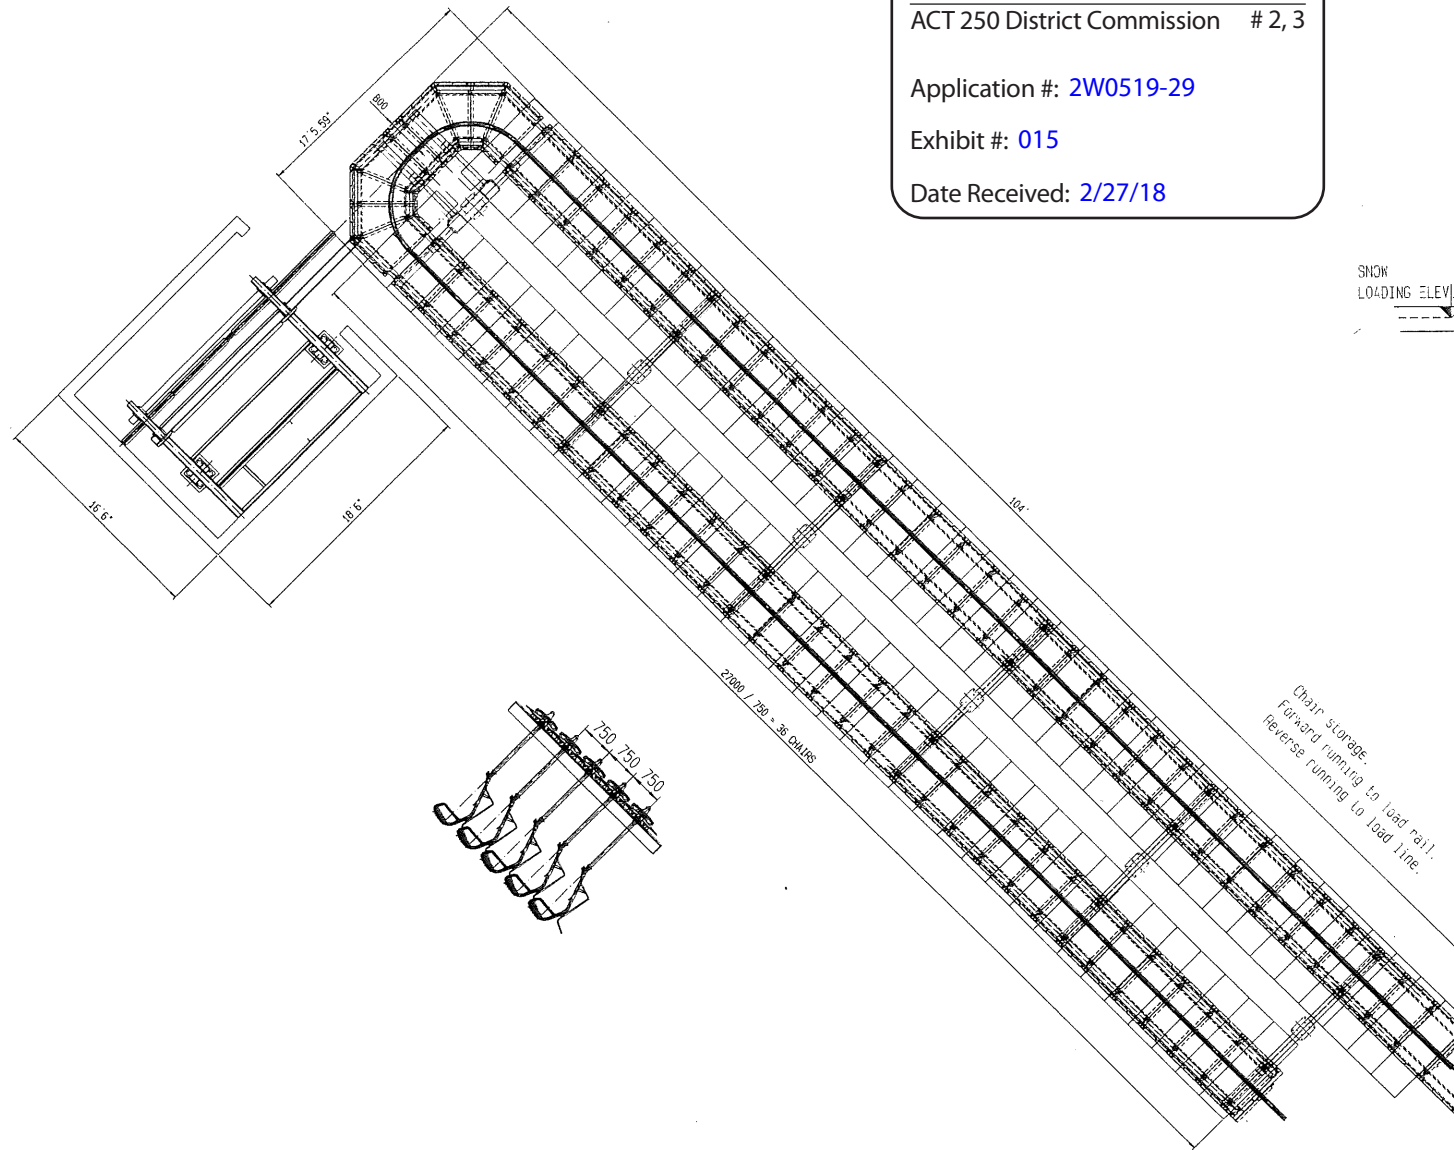 ACT 250 District Commission # 2, 3
Application #: 2W0519-29
Exhibit #: 015
Date Received: 2/27/18
17'5.59"
800
SNOW
LOADING ELEV
16'6"
18'6"
104'
27000 / 750 = 36 CHAIRS
750 750 750
Chair storage.
Forward running to load rail.
Reverse running to load line.